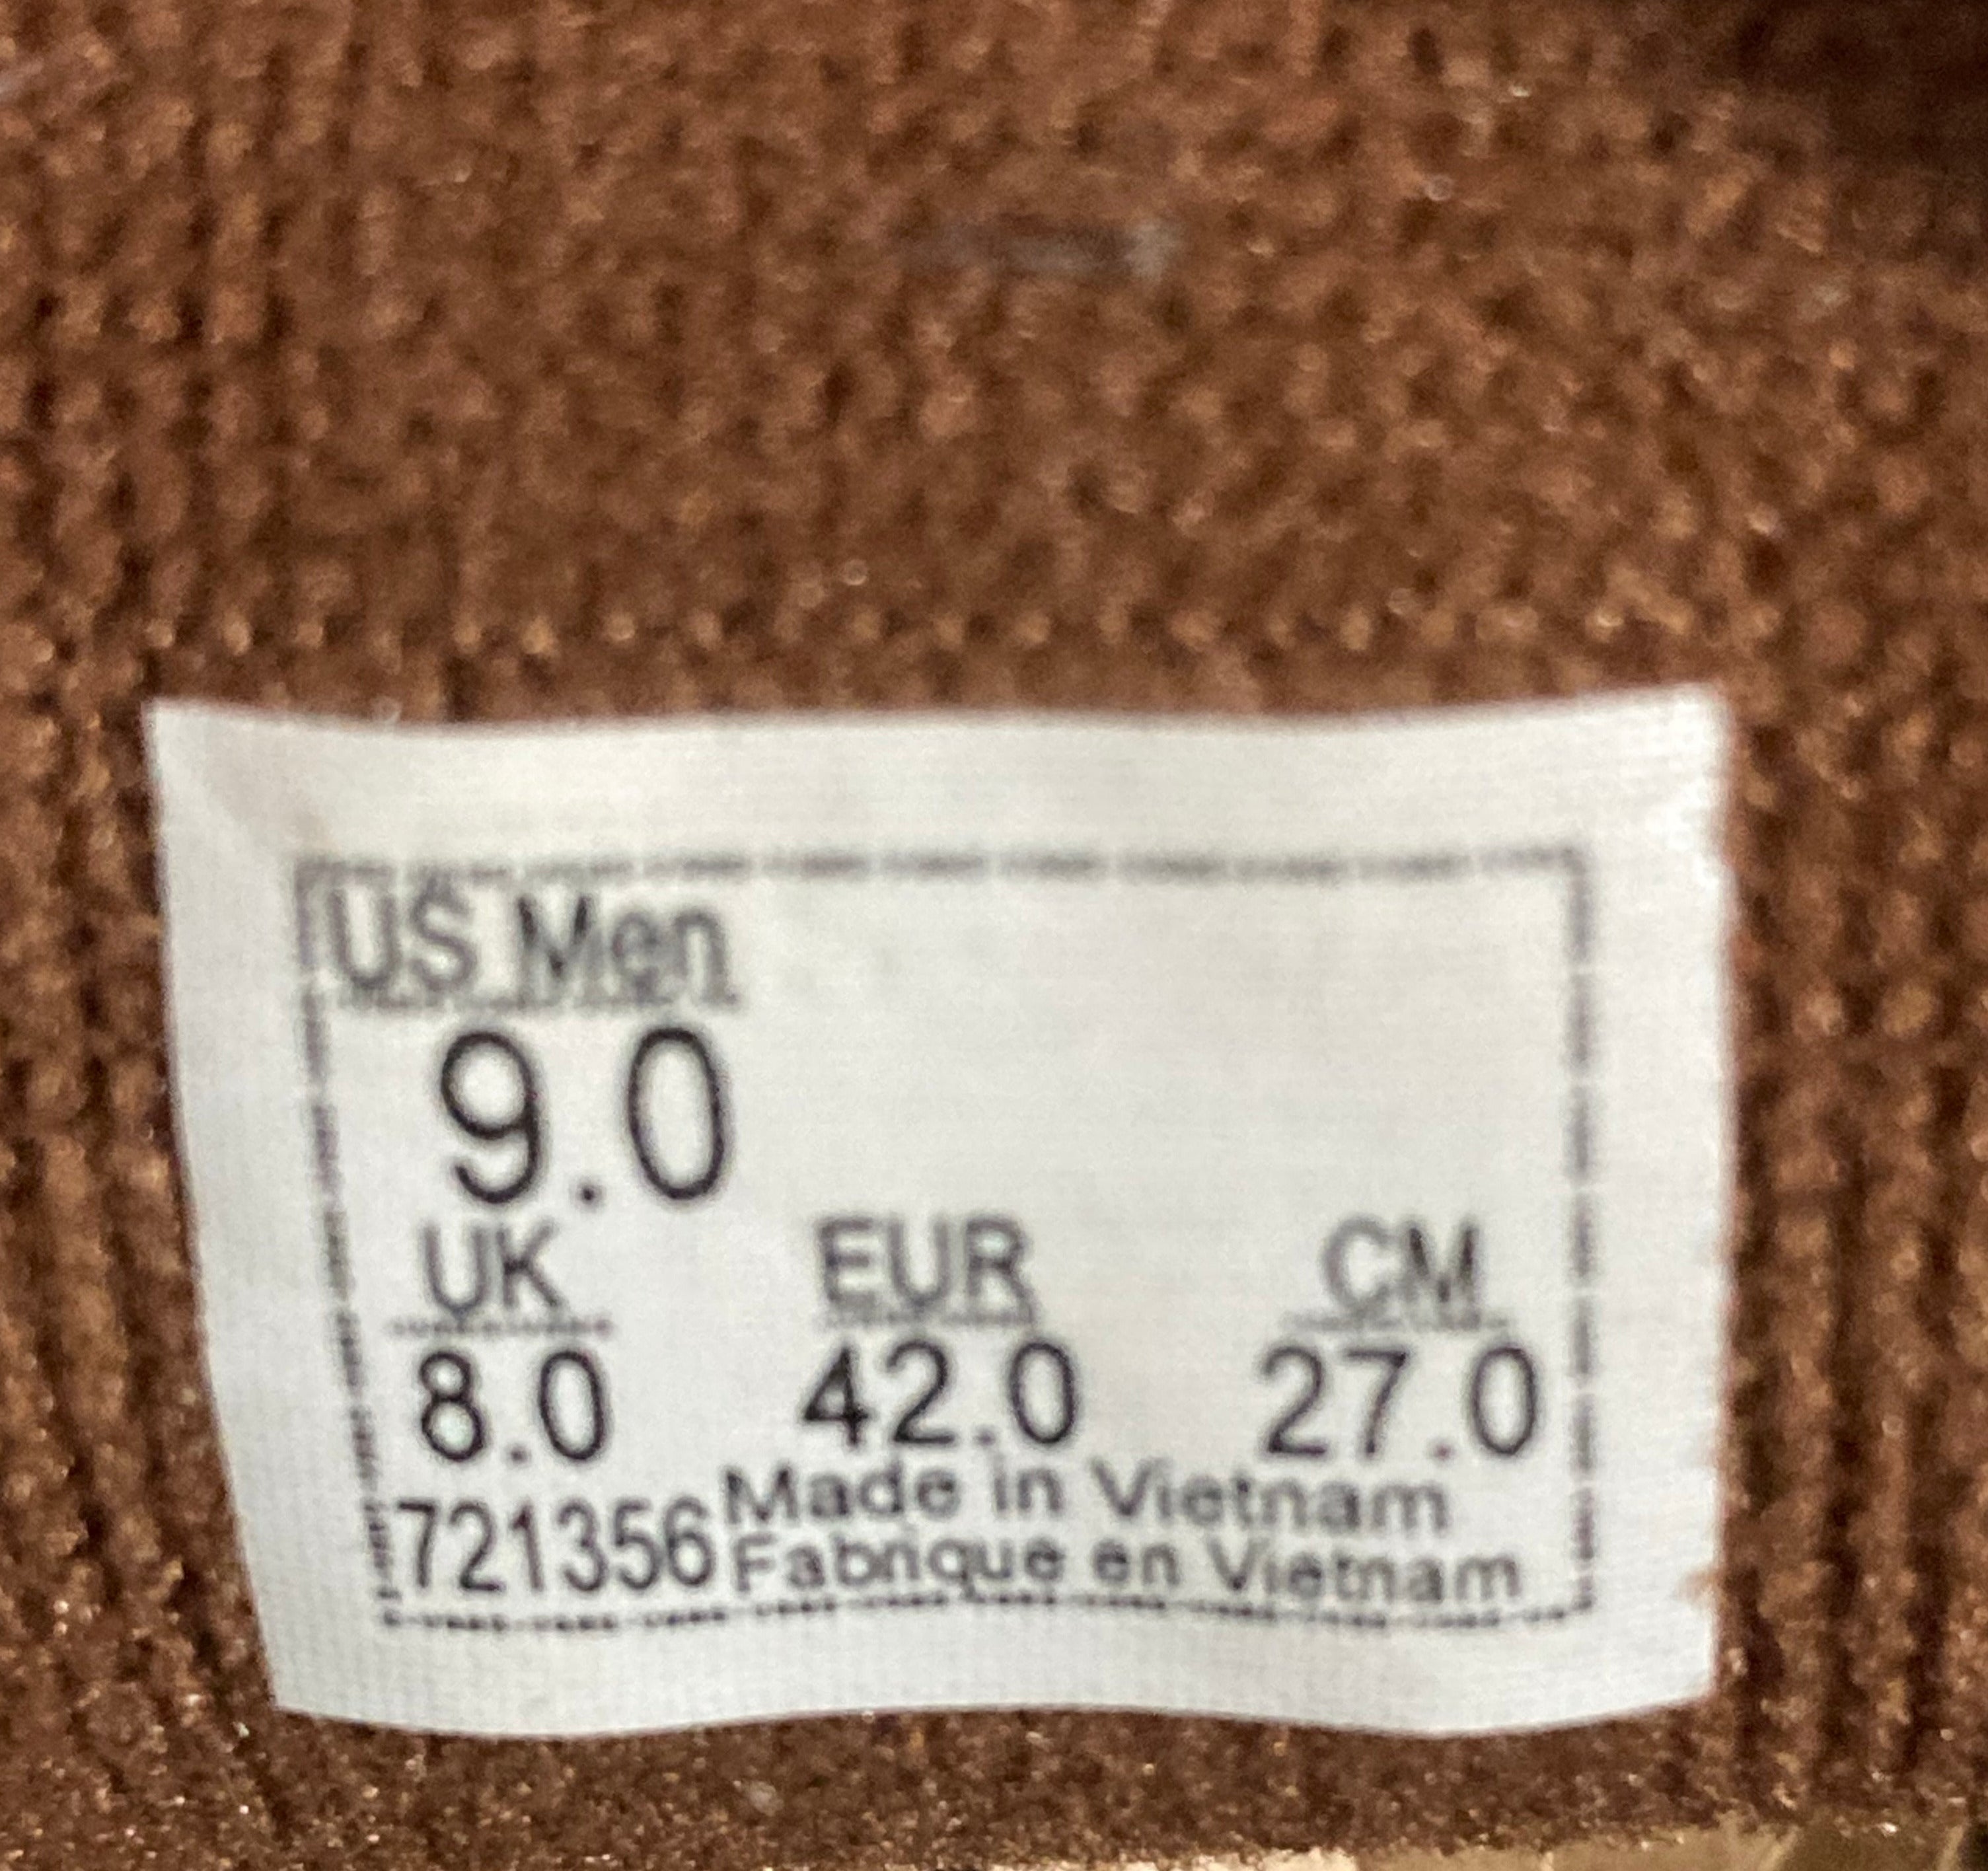 US Men
9.0
UK EUR CM
8.0 42.0 27.0
721356 Made in Vietnam
Fabrique en Vietnam